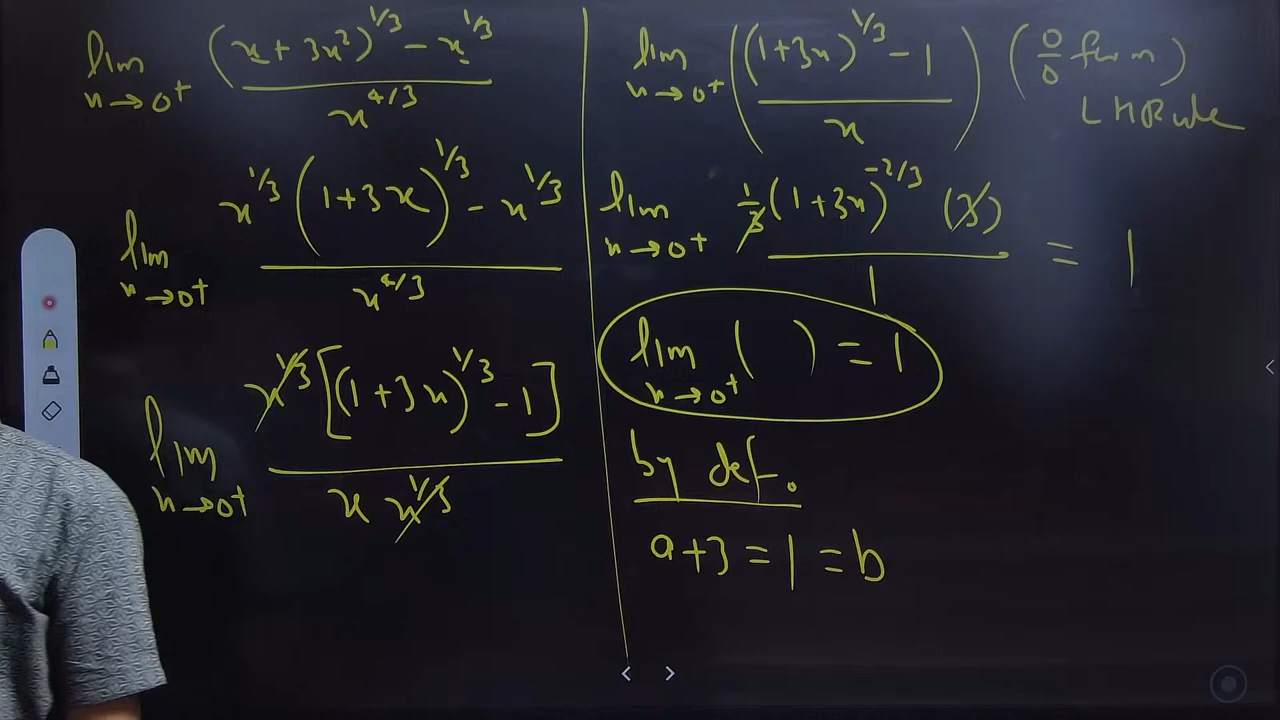 lim x→0+ ((x+3x²)^1/3 − x^1/3) / x^4/3
lim x→0+ (x^1/3 (1+3x)^1/3 − x^1/3) / x^4/3
lim x→0+ (x^1/3 [(1+3x)^1/3 − 1]) / (x x^1/3)
lim x→0+ (((1+3x)^1/3 − 1) / x) (0/0 form)
LH Rule
lim x→0+ (1/3 (1+3x)^−2/3 (3)) / 1 = 1
lim x→0+ ( ) = 1
by def.
a+3 = 1 = b